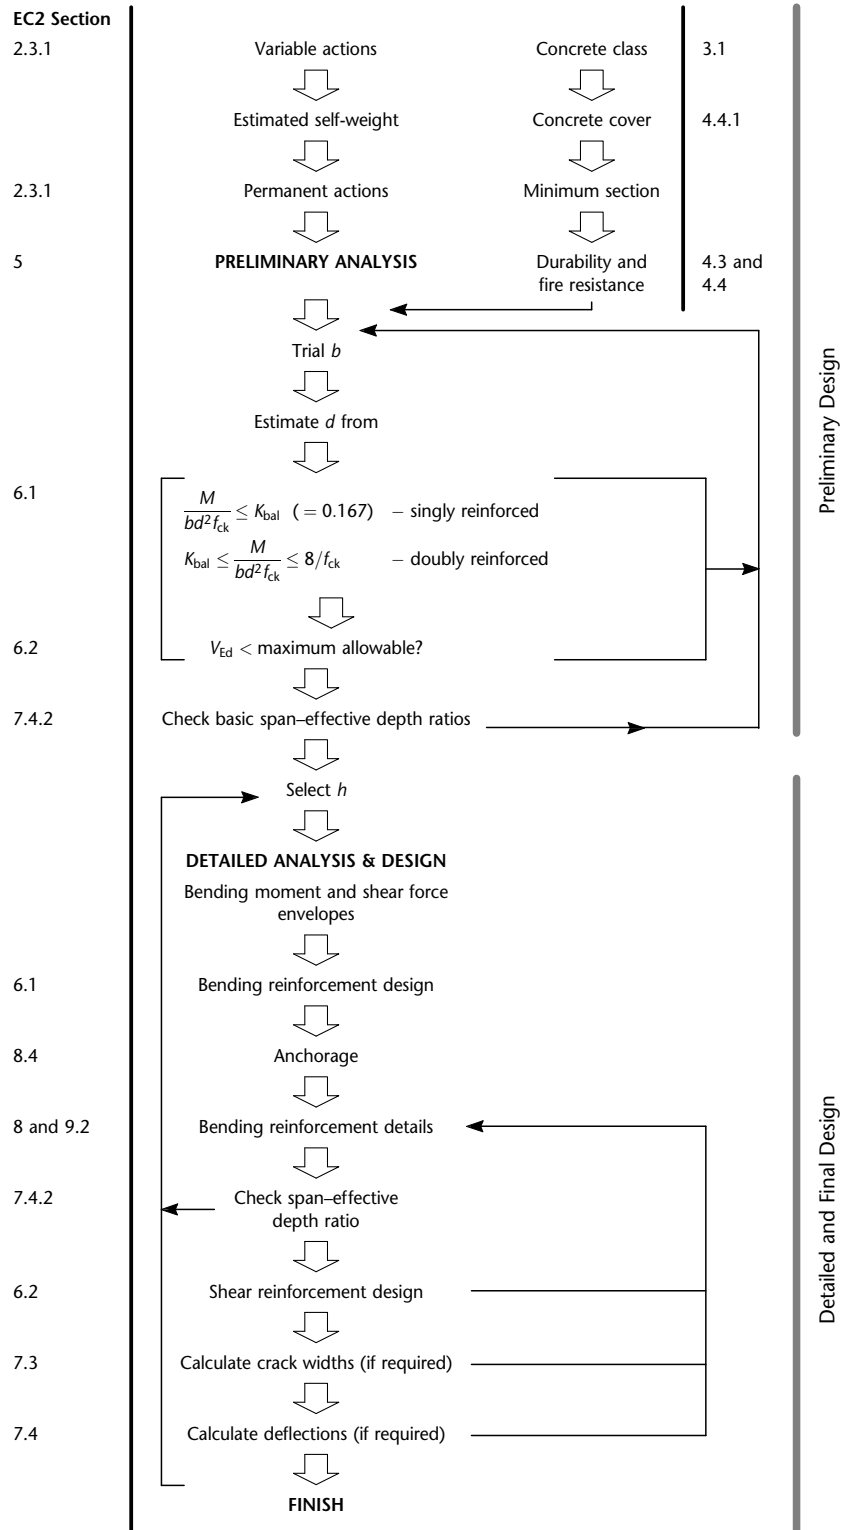 EC2 Section
2.3.1 Variable actions Concrete class 3.1
Estimated self-weight Concrete cover 4.4.1
2.3.1 Permanent actions Minimum section
5 PRELIMINARY ANALYSIS Durability and 4.3 and
fire resistance 4.4
Trial b
Estimate d from
6.1
M/bd²f_ck ≤ K_bal (= 0.167) – singly reinforced
K_bal ≤ M/bd²f_ck ≤ 8/f_ck – doubly reinforced
6.2 V_Ed < maximum allowable?
7.4.2 Check basic span–effective depth ratios
Preliminary Design
Select h
DETAILED ANALYSIS & DESIGN
Bending moment and shear force
envelopes
6.1 Bending reinforcement design
8.4 Anchorage
8 and 9.2 Bending reinforcement details
7.4.2 Check span–effective
depth ratio
6.2 Shear reinforcement design
7.3 Calculate crack widths (if required)
7.4 Calculate deflections (if required)
FINISH
Detailed and Final Design